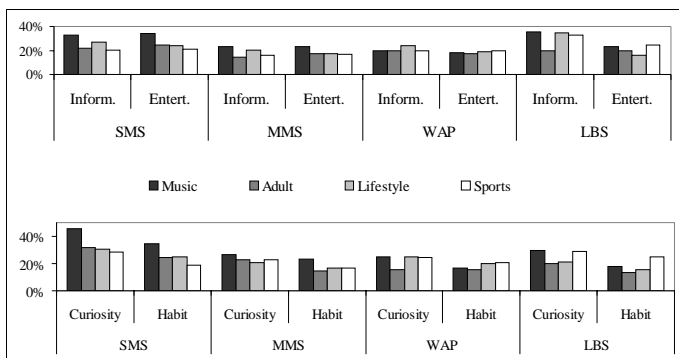 40%
20%
0%
Inform. Entert. Inform. Entert. Inform. Entert. Inform. Entert.
SMS MMS WAP LBS
Music Adult Lifestyle Sports
40%
20%
0%
Curiosity Habit Curiosity Habit Curiosity Habit Curiosity Habit
SMS MMS WAP LBS